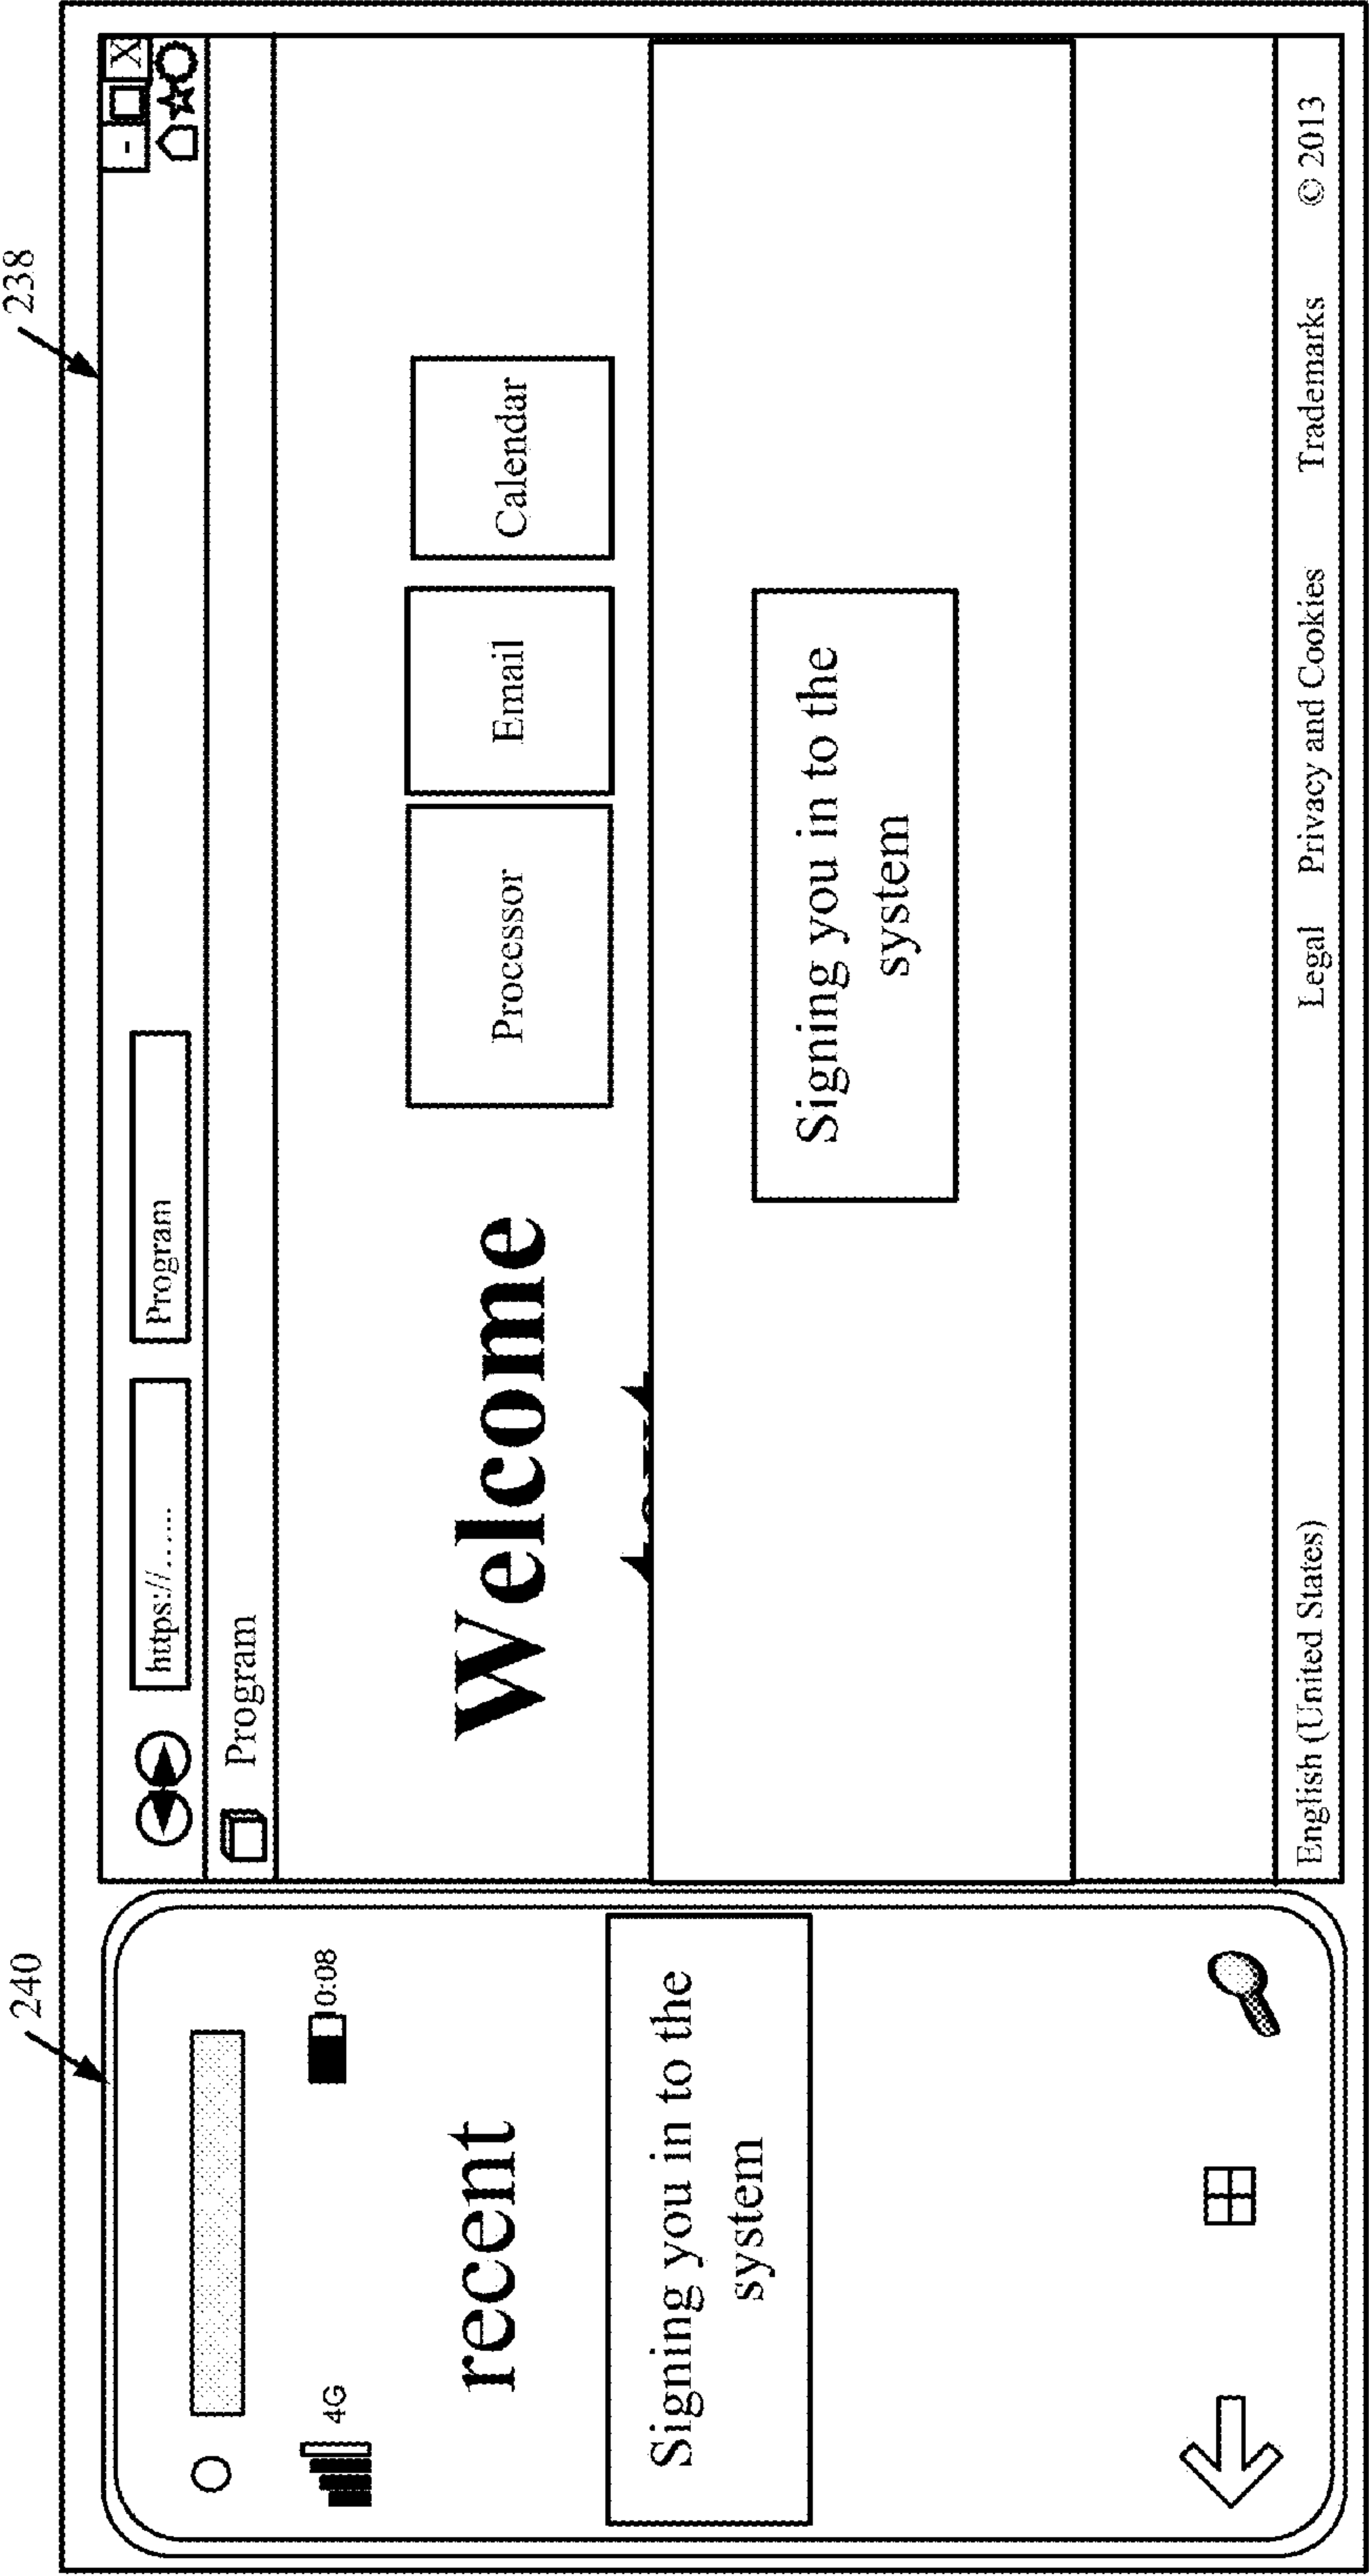 240
238
4G
0:08
recent
Signing you in to the
system
-
X
https://......
Program
Program
Welcome
Processor
Email
Calendar
Signing you in to the
system
English (United States)
Legal
Privacy and Cookies
Trademarks
© 2013